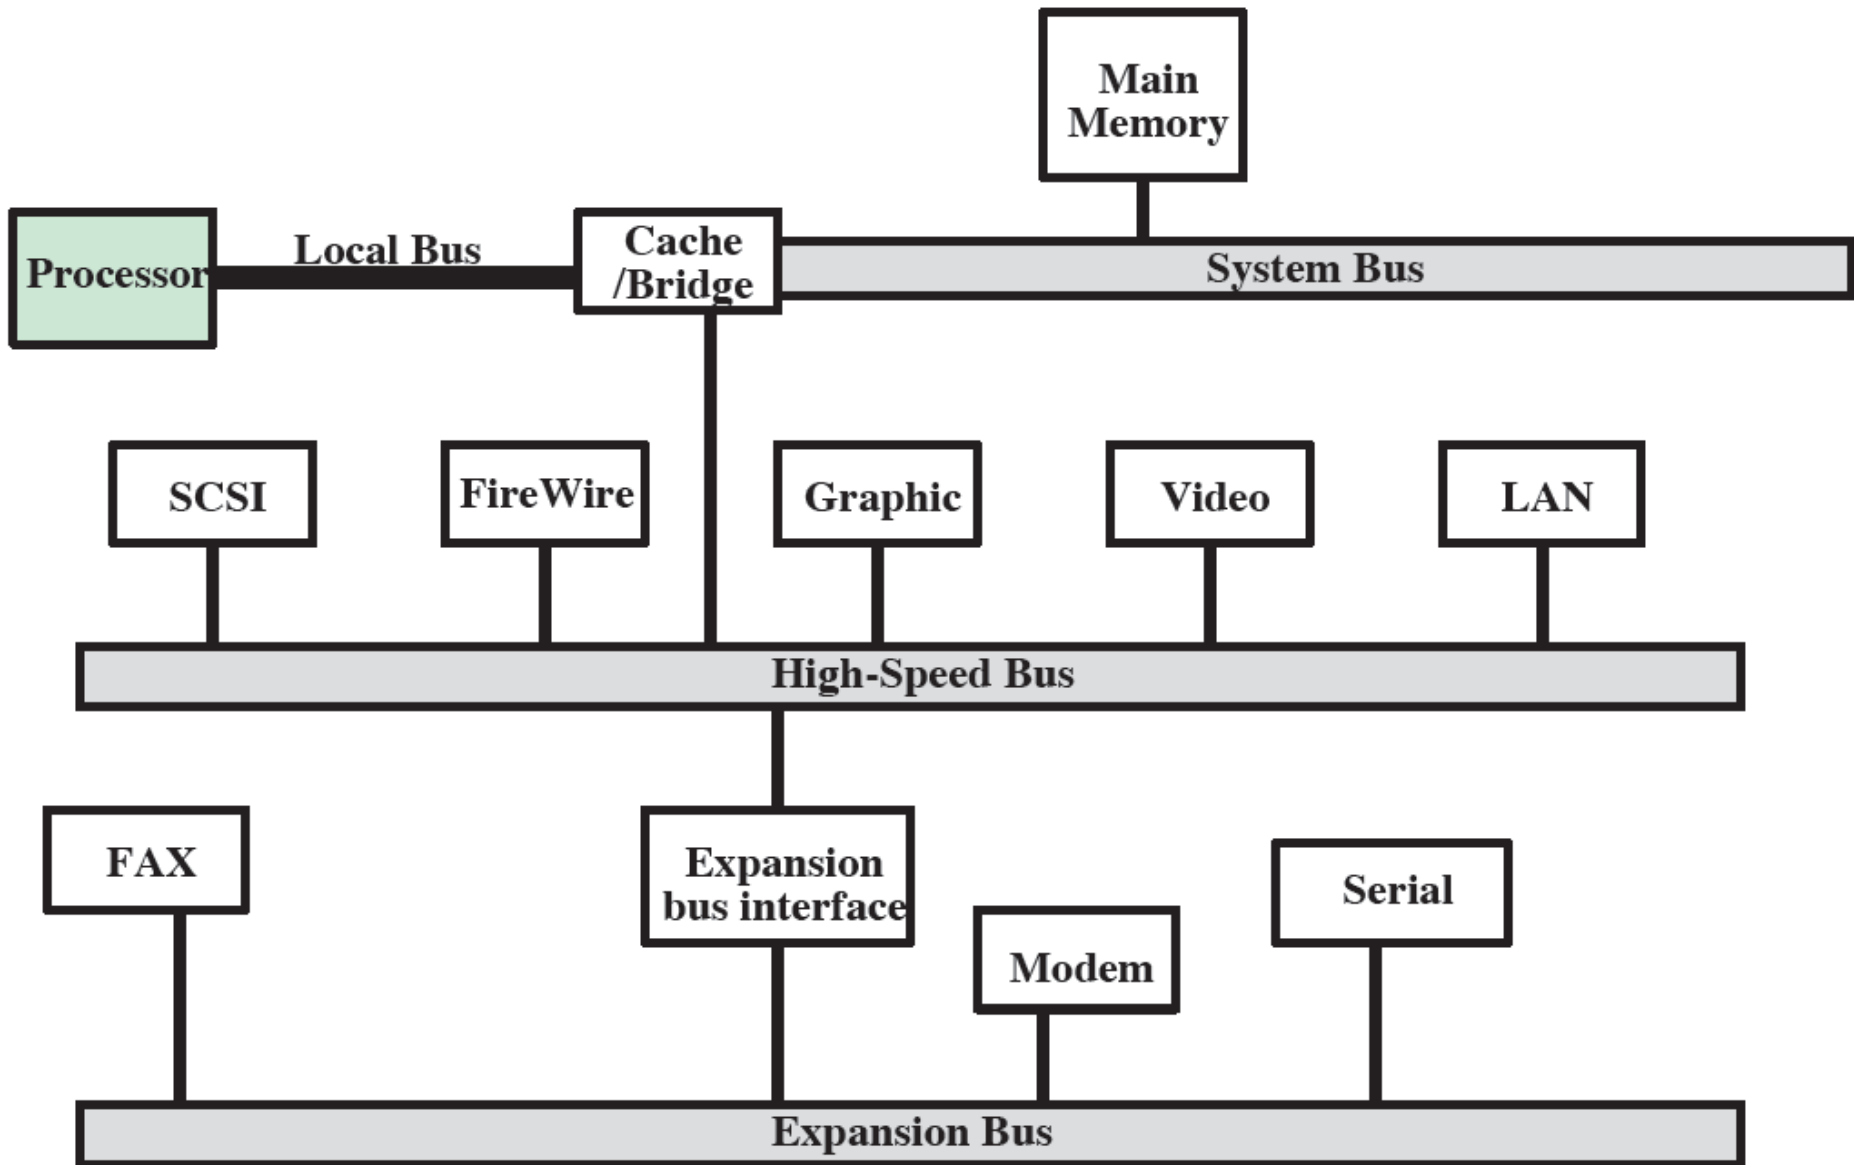 Main
Memory
Processor
Local Bus
Cache
/Bridge
System Bus
SCSI
FireWire
Graphic
Video
LAN
High-Speed Bus
FAX
Expansion
bus interface
Modem
Serial
Expansion Bus